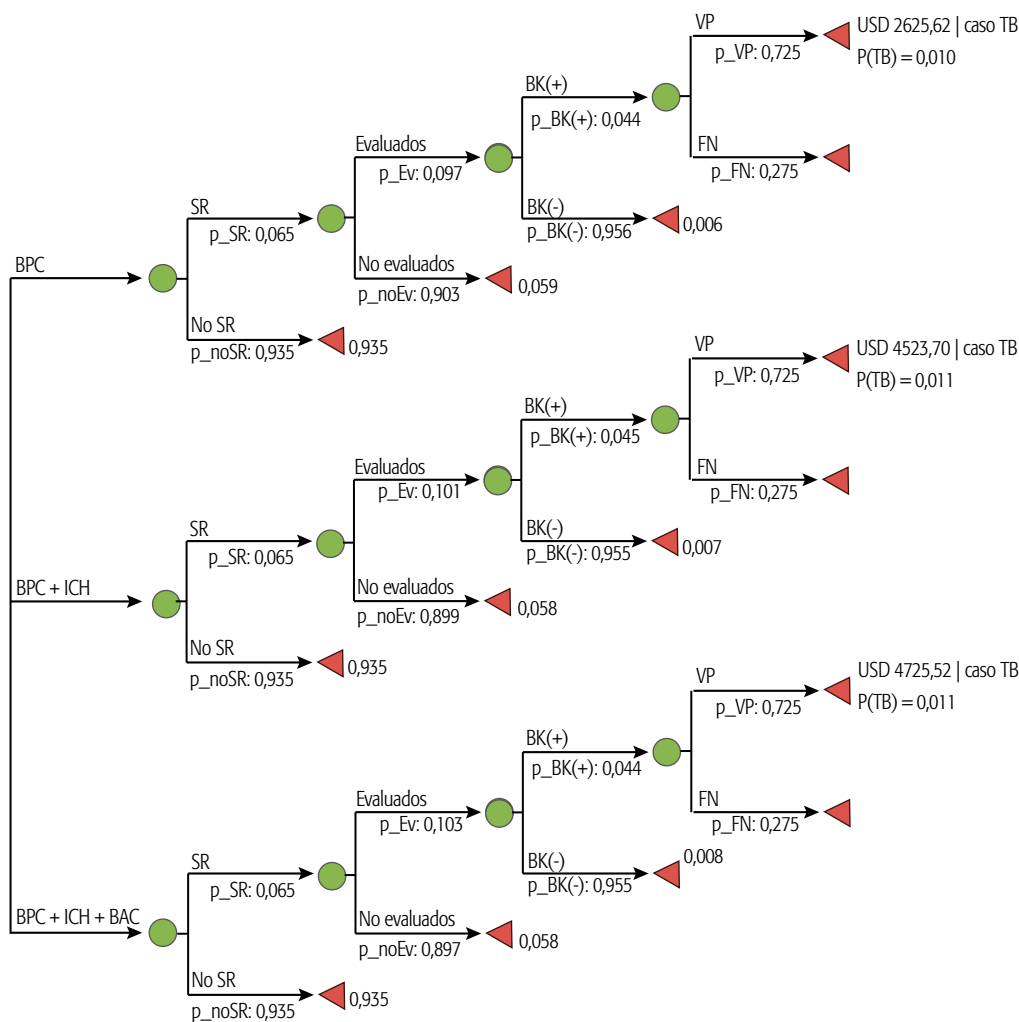 VP
USD 2625,62 | caso TB
p_VP: 0,725
P(TB) = 0,010
BK(+)
p_BK(+): 0,044
FN
p_FN: 0,275
Evaluados
p_Ev: 0,097
BK(-)
p_BK(-): 0,956
0,006
SR
p_SR: 0,065
BPC
No evaluados
p_noEv: 0,903
0,059
No SR
p_noSR: 0,935
0,935
VP
USD 4523,70 | caso TB
p_VP: 0,725
P(TB) = 0,011
BK(+)
p_BK(+): 0,045
FN
p_FN: 0,275
Evaluados
p_Ev: 0,101
BK(-)
p_BK(-): 0,955
0,007
SR
p_SR: 0,065
BPC + ICH
No evaluados
p_noEv: 0,899
0,058
No SR
p_noSR: 0,935
0,935
VP
USD 4725,52 | caso TB
p_VP: 0,725
P(TB) = 0,011
BK(+)
p_BK(+): 0,044
FN
p_FN: 0,275
Evaluados
p_Ev: 0,103
BK(-)
p_BK(-): 0,955
0,008
SR
p_SR: 0,065
BPC + ICH + BAC
No evaluados
p_noEv: 0,897
0,058
No SR
p_noSR: 0,935
0,935